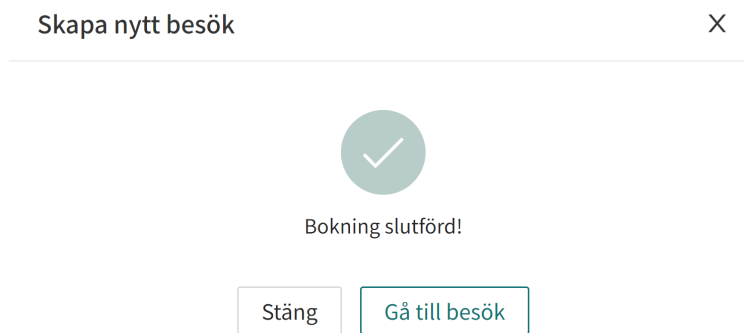 Skapa nytt besök
Bokning slutförd!
Stäng
Gå till besök